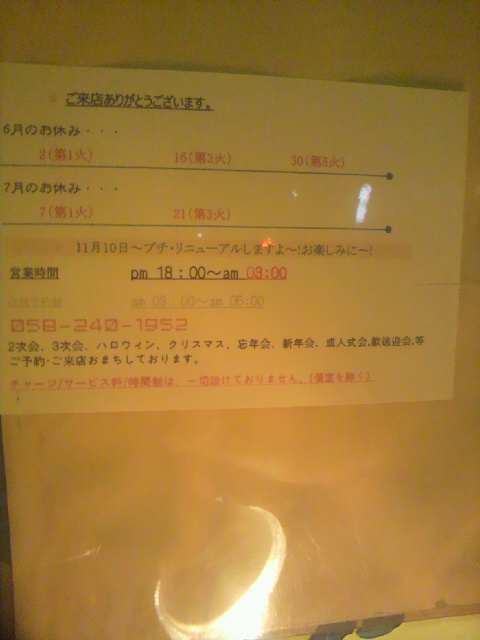 ご来店ありがとうございます。
6月のお休み・・・
2(第1火) 16(第3火) 30(第5火)
7月のお休み・・・
7(第1火) 21(第3火)
11月10日～プチ・リニューアルしますよ～!お楽しみに～!
営業時間 pm 18：00～am 03:00
am 03：00～am 06:00
058-240-1952
2次会、3次会、ハロウィン、クリスマス、忘年会、新年会、成人式会,歓送迎会,等
ご予約･ご来店おまちしております。
チャージ/サービス料/時間制は、一切設けておりません。(個室を除く)